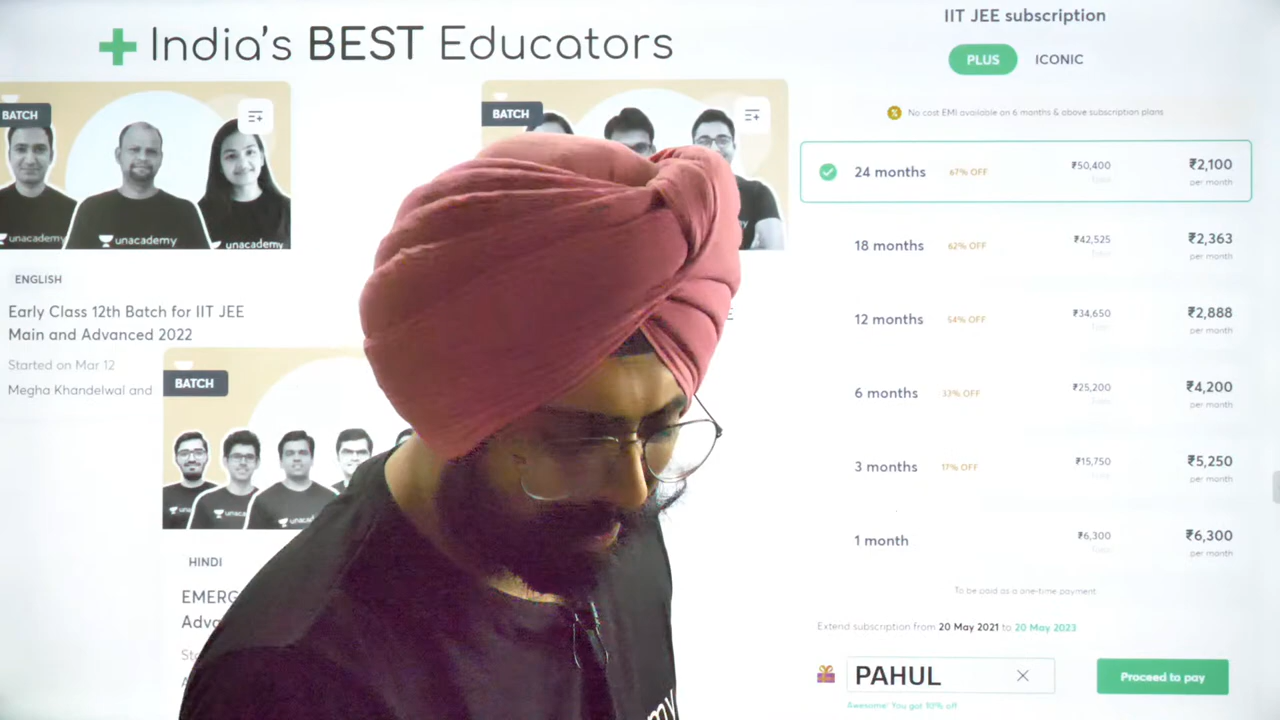 India's BEST Educators
BATCH
unacademy
unacademy
unacademy
ENGLISH
Early Class 12th Batch for IIT JEE
Main and Advanced 2022
Started on Mar 12
Megha Khandelwal and
BATCH
BATCH
HINDI
EMERG
Adva
IIT JEE subscription
PLUS ICONIC
No cost EMI available on 6 months & above subscription plans
24 months 67% OFF ₹50,400 ₹2,100
per month
18 months 62% OFF ₹42,525 ₹2,363
per month
12 months 54% OFF ₹34,650 ₹2,888
per month
6 months 33% OFF ₹25,200 ₹4,200
per month
3 months 17% OFF ₹15,750 ₹5,250
per month
1 month ₹6,300 ₹6,300
per month
To be paid as a one-time payment
Extend subscription from 20 May 2021 to 20 May 2023
PAHUL
Proceed to pay
Awesome! You got 10% off